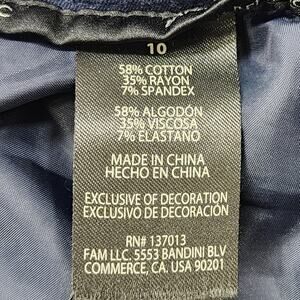 10
58% COTTON
35% RAYON
7% SPANDEX
58% ALGODÓN
35% VISCOSA
7% ELASTANO
MADE IN CHINA
HECHO EN CHINA
EXCLUSIVE OF DECORATION
EXCLUSIVO DE DECORACIÓN
RN# 137013
FAM LLC. 5553 BANDINI BLV
COMMERCE, CA. USA 90201